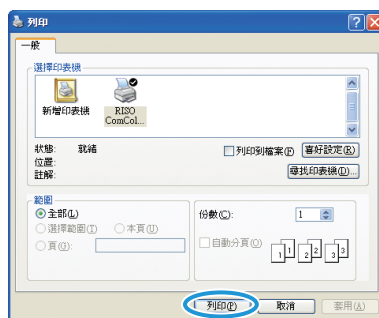 列印
一般
選擇印表機
新增印表機
RISO
ComCol...
狀態: 就緒
位置:
註解:
列印到檔案(F)
喜好設定(R)
尋找印表機(D)...
範圍
全部(L)
選擇範圍(T)
本頁(U)
頁(G):
份數(C): 1
自動分頁(O)
1 1 2 2 3 3
列印(P)
取消
套用(A)